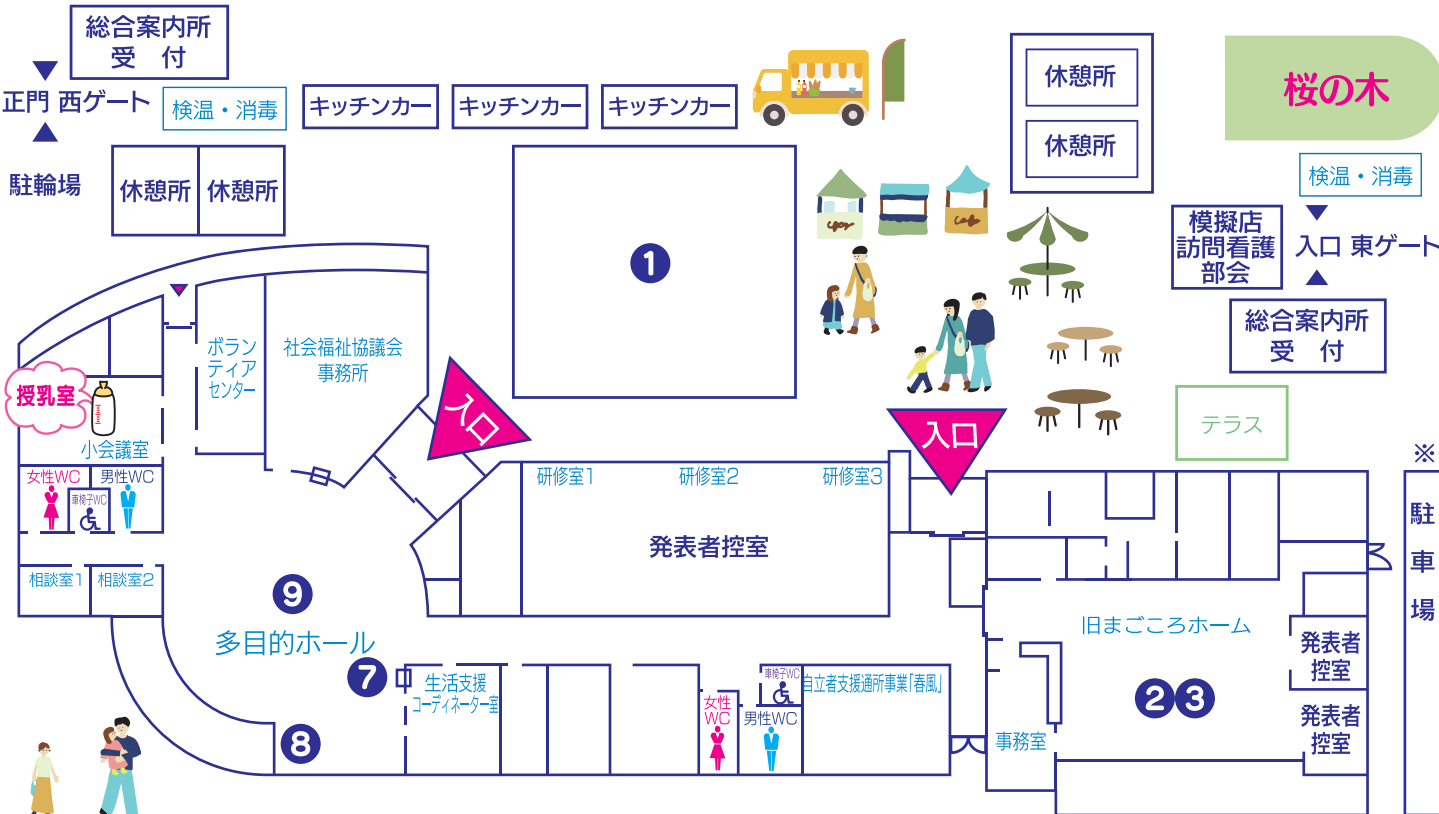 総合案内所
受 付
正門 西ゲート
検温・消毒
キッチンカー
キッチンカー
キッチンカー
休憩所
休憩所
桜の木
駐輪場
休憩所
休憩所
検温・消毒
模擬店
訪問看護
部会
入口 東ゲート
総合案内所
受 付
1
ボラン
ティア
センター
社会福祉協議会
事務所
授乳室
小会議室
入口
入口
テラス
※
駐車場
女性WC
男性WC
車椅子WC
研修室1
研修室2
研修室3
発表者控室
相談室1
相談室2
9
多目的ホール
7
8
生活支援
コーディネーター室
女性
WC
車椅子WC
男性WC
自立者支援通所事業「春風」
旧まごころホーム
発表者
控室
2 3
発表者
控室
事務室